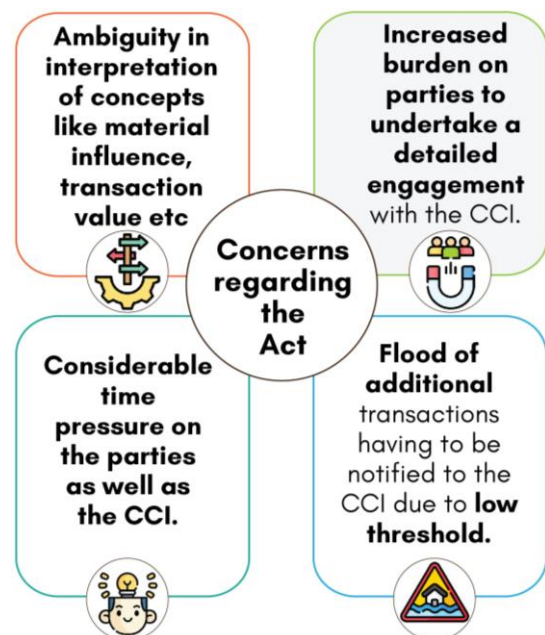 Ambiguity in
interpretation
of concepts
like material
influence,
transaction
value etc
Increased
burden on
parties to
undertake a
detailed
engagement
with the CCI.
Concerns
regarding
the
Act
Considerable
time
pressure on
the parties
as well as
the CCI.
Flood of
additional
transactions
having to be
notified to the
CCI due to low
threshold.